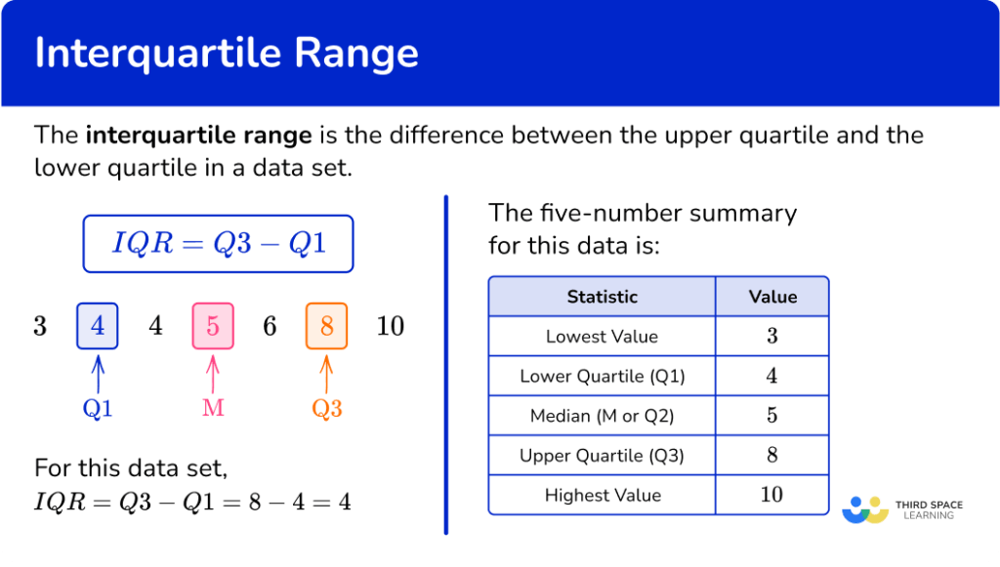 Interquartile Range
The interquartile range is the difference between the upper quartile and the
lower quartile in a data set.
IQR = Q3 − Q1
3 4 4 5 6 8 10
Q1 M Q3
For this data set,
IQR = Q3 − Q1 = 8 − 4 = 4
The five-number summary
for this data is:
Statistic Value
Lowest Value 3
Lower Quartile (Q1) 4
Median (M or Q2) 5
Upper Quartile (Q3) 8
Highest Value 10
THIRD SPACE
LEARNING